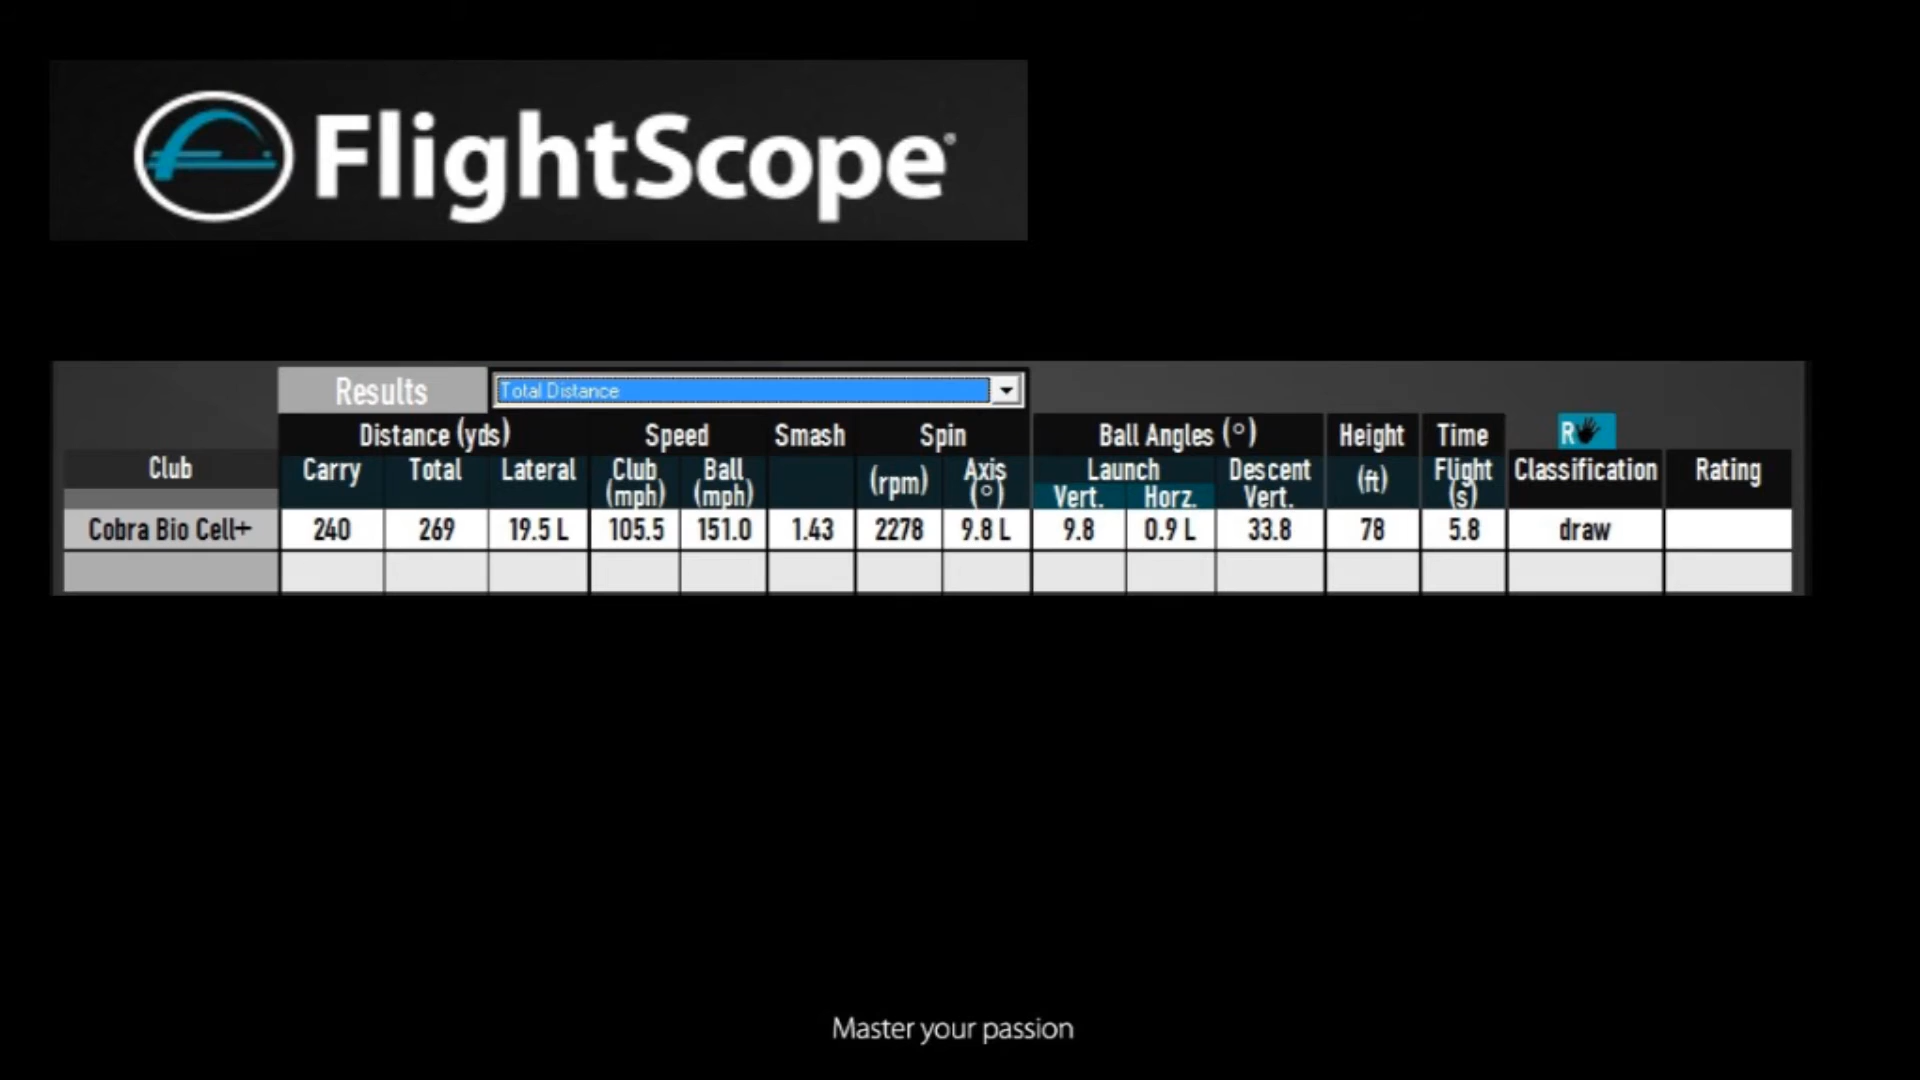 FlightScope®
Results Total Distance
Distance (yds) Speed Smash Spin Ball Angles (°) Height Time R
Club Carry Total Lateral Club (mph) Ball (mph) (rpm) Axis (°) Launch Vert. Horz. Descent Vert. (ft) Flight (s) Classification Rating
Cobra Bio Cell+ 240 269 19.5 L 105.5 151.0 1.43 2278 9.8 L 9.8 0.9 L 33.8 78 5.8 draw
Master your passion